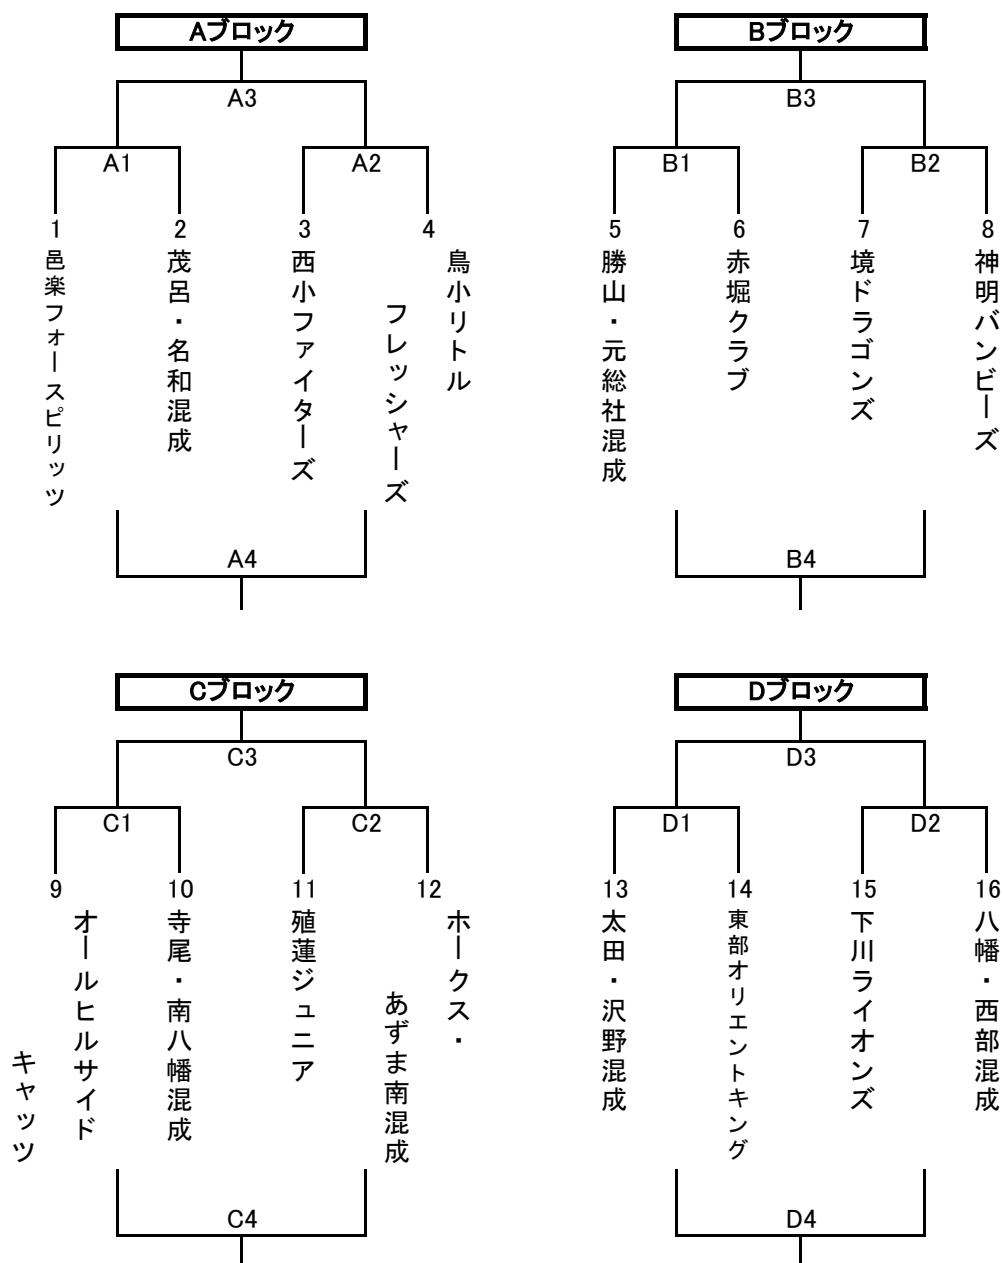 Aブロック
A3
A1
A2
1
2
3
4
邑楽フォースピリッツ
茂呂・名和混成
西小ファイターズ
鳥小リトル
フレッシャーズ
A4
Bブロック
B3
B1
B2
5
6
7
8
勝山・元総社混成
赤堀クラブ
境ドラゴンズ
神明バンビーズ
B4
Cブロック
C3
C1
C2
9
10
11
12
オールヒルサイド
キャッツ
寺尾・南八幡混成
殖蓮ジュニア
ホークス・
あずま南混成
C4
Dブロック
D3
D1
D2
13
14
15
16
太田・沢野混成
東部オリエントキング
下川ライオンズ
八幡・西部混成
D4